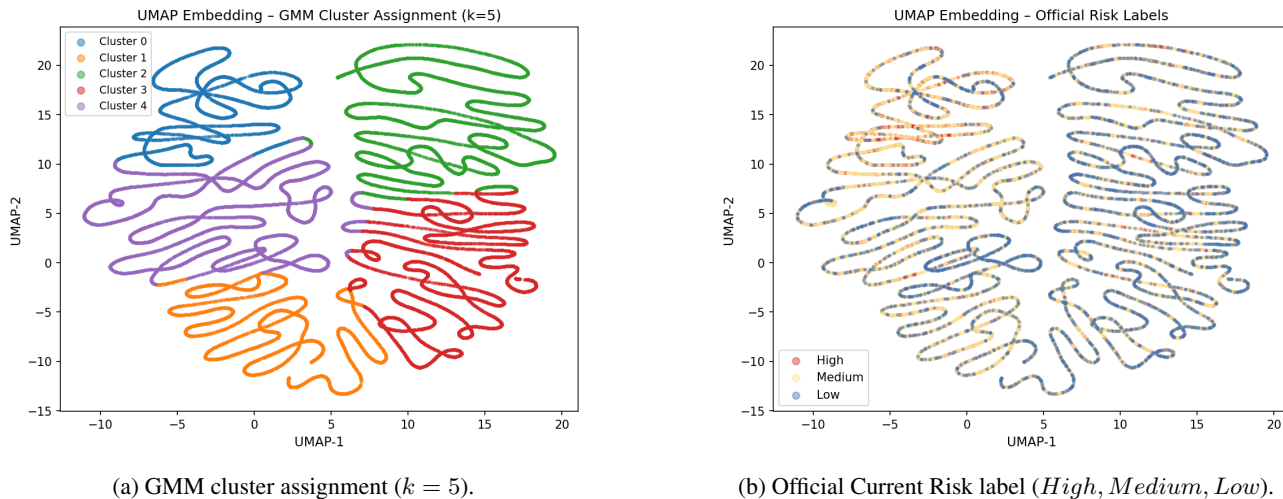 UMAP Embedding – GMM Cluster Assignment (k=5)
Cluster 0
Cluster 1
Cluster 2
Cluster 3
Cluster 4
20
15
10
5
0
−5
−10
−15
UMAP-2
−10
−5
0
5
10
15
20
UMAP-1
(a) GMM cluster assignment (k = 5).
UMAP Embedding – Official Risk Labels
20
15
10
5
0
−5
−10
−15
UMAP-2
High
Medium
Low
−10
−5
0
5
10
15
20
UMAP-1
(b) Official Current Risk label (High, Medium, Low).